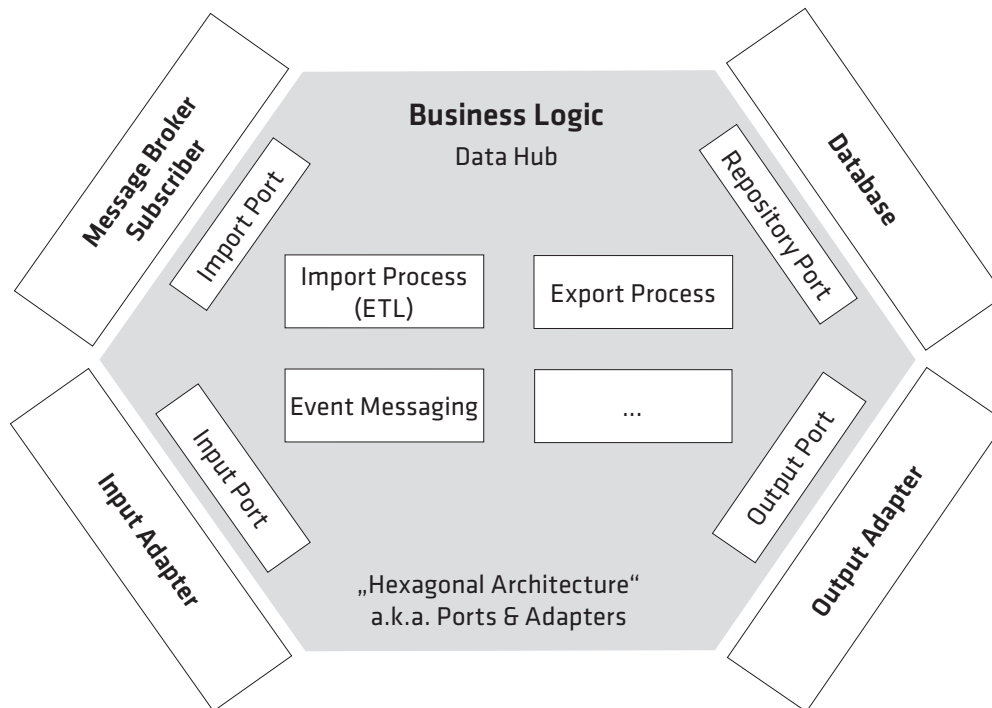 Business Logic
Data Hub
Message Broker
Subscriber
Import Port
Repository Port
Database
Import Process
(ETL)
Export Process
Event Messaging
...
Input Adapter
Input Port
Output Port
Output Adapter
„Hexagonal Architecture“
a.k.a. Ports & Adapters